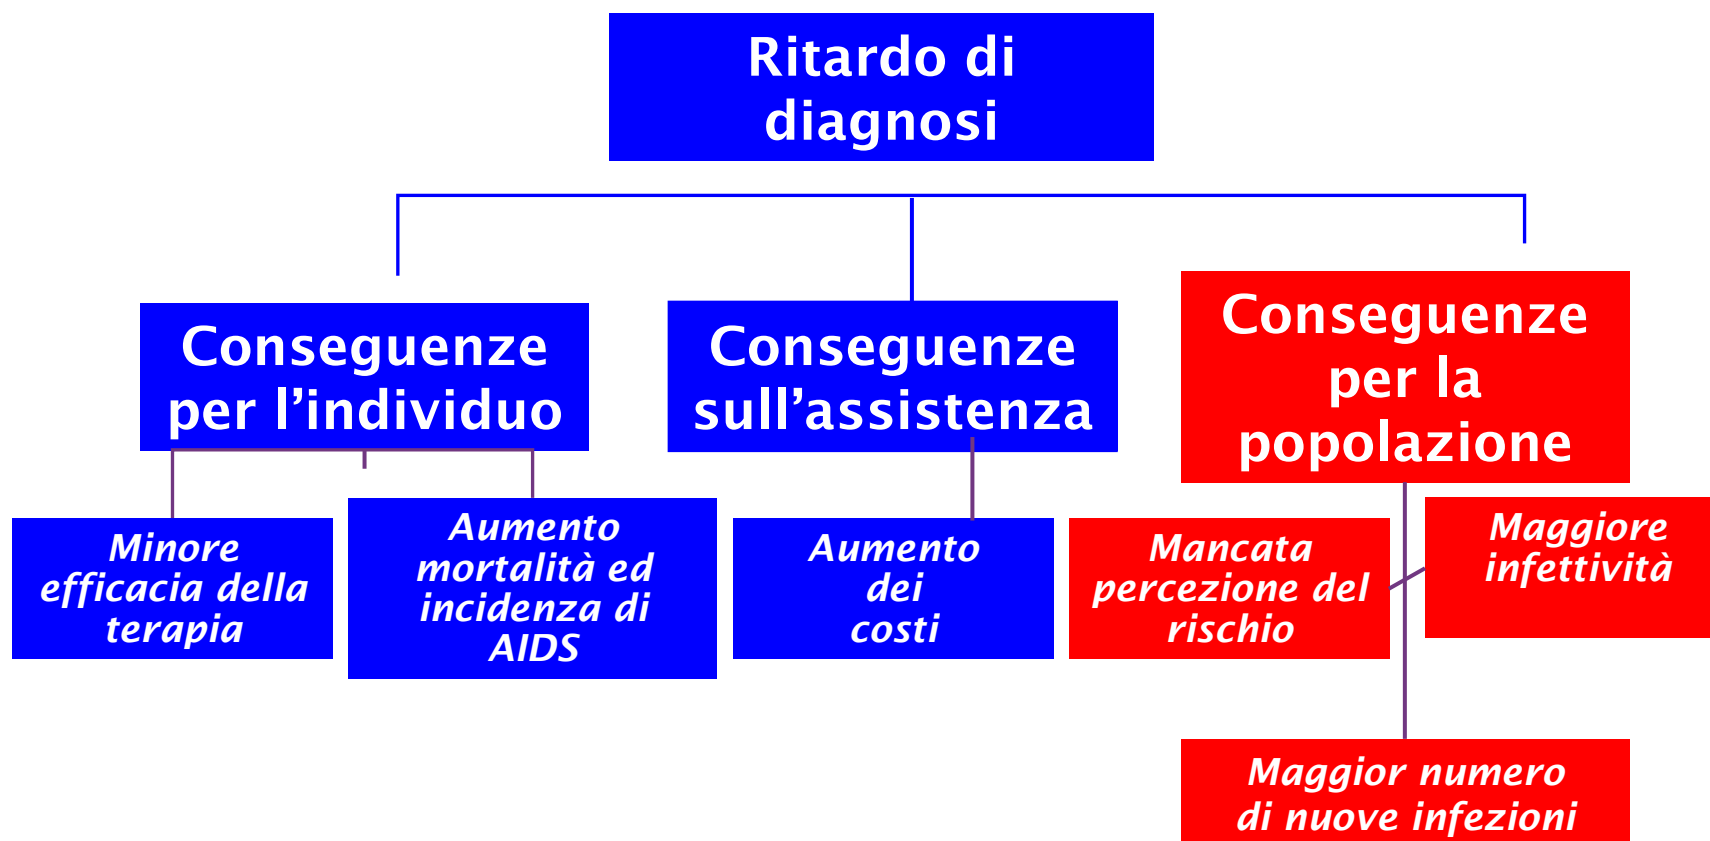 Ritardo di
diagnosi
Conseguenze
per l’individuo
Conseguenze
sull’assistenza
Conseguenze
per la
popolazione
Minore
efficacia della
terapia
Aumento
mortalità ed
incidenza di
AIDS
Aumento
dei
costi
Mancata
percezione del
rischio
Maggiore
infettività
Maggior numero
di nuove infezioni